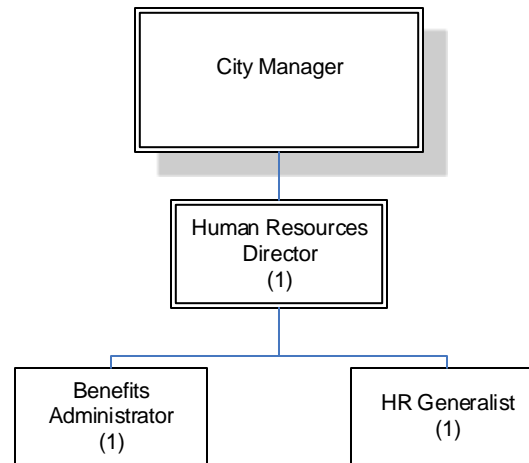 City Manager
Human Resources
Director
(1)
Benefits
Administrator
(1)
HR Generalist
(1)